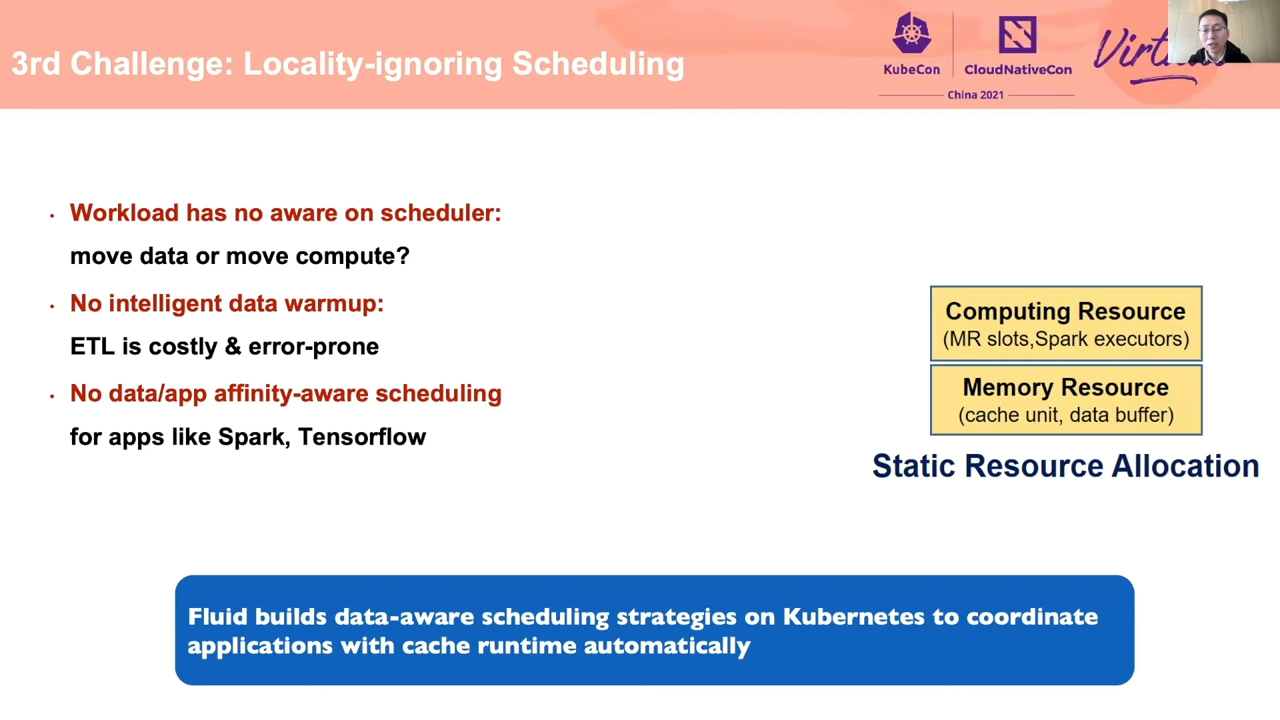 3rd Challenge: Locality-ignoring Scheduling
KubeCon
CloudNativeCon
China 2021
Virtual
• Workload has no aware on scheduler:
move data or move compute?
• No intelligent data warmup:
ETL is costly & error-prone
• No data/app affinity-aware scheduling
for apps like Spark, Tensorflow
Computing Resource
(MR slots,Spark executors)
Memory Resource
(cache unit, data buffer)
Static Resource Allocation
Fluid builds data-aware scheduling strategies on Kubernetes to coordinate
applications with cache runtime automatically